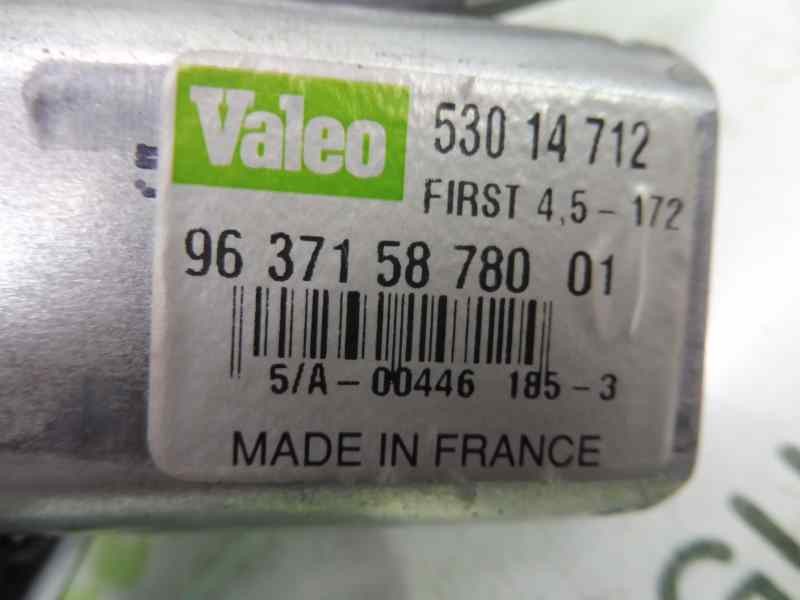 Valeo
530 14 712
FIRST 4,5-172
96 371 58 780 01
5/A-00446 185-3
MADE IN FRANCE